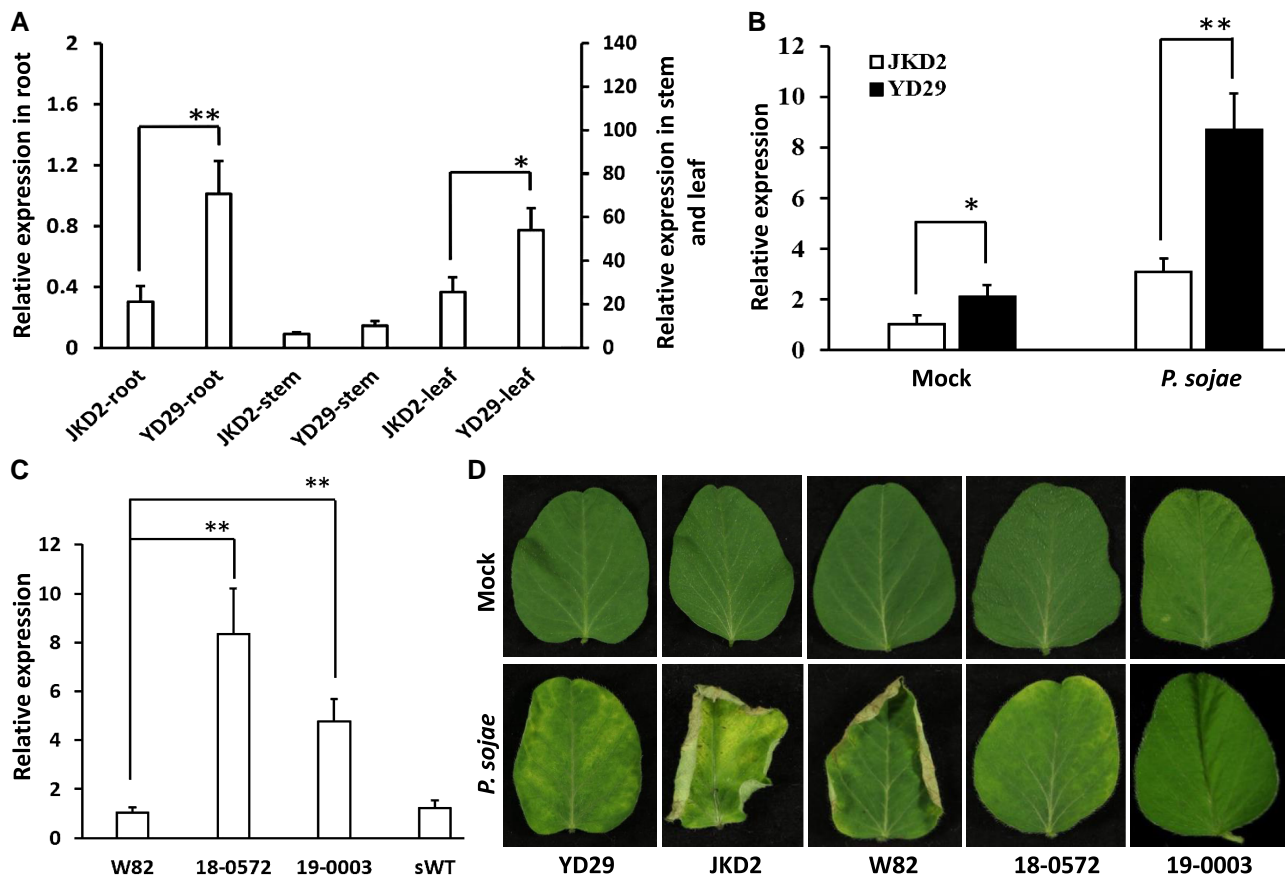 A
Relative expression in root
2
1.6
1.2
0.8
0.4
0
**
*
140
120
100
80
60
40
20
0
Relative expression in stem
and leaf
JKD2-root
YD29-root
JKD2-stem
YD29-stem
JKD2-leaf
YD29-leaf
B
Relative expression
12
10
8
6
4
2
0
JKD2
YD29
*
**
Mock
P. sojae
C
Relative expression
12
10
8
6
4
2
0
**
**
W82
18-0572
19-0003
sWT
D
Mock
P. sojae
YD29
JKD2
W82
18-0572
19-0003